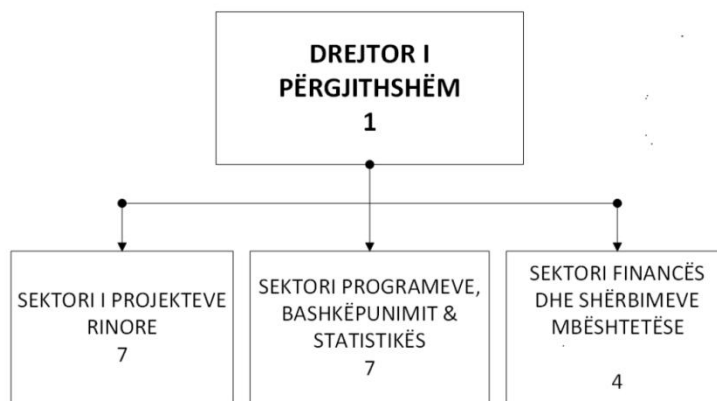 DREJTOR I
PËRGJITHSHËM
1
SEKTORI I PROJEKTEVE
RINORE
7
SEKTORI PROGRAMEVE,
BASHKËPUNIMIT &
STATISTIKËS
7
SEKTORI FINANCËS
DHE SHËRBIMEVE
MBËSHTETËSE
4